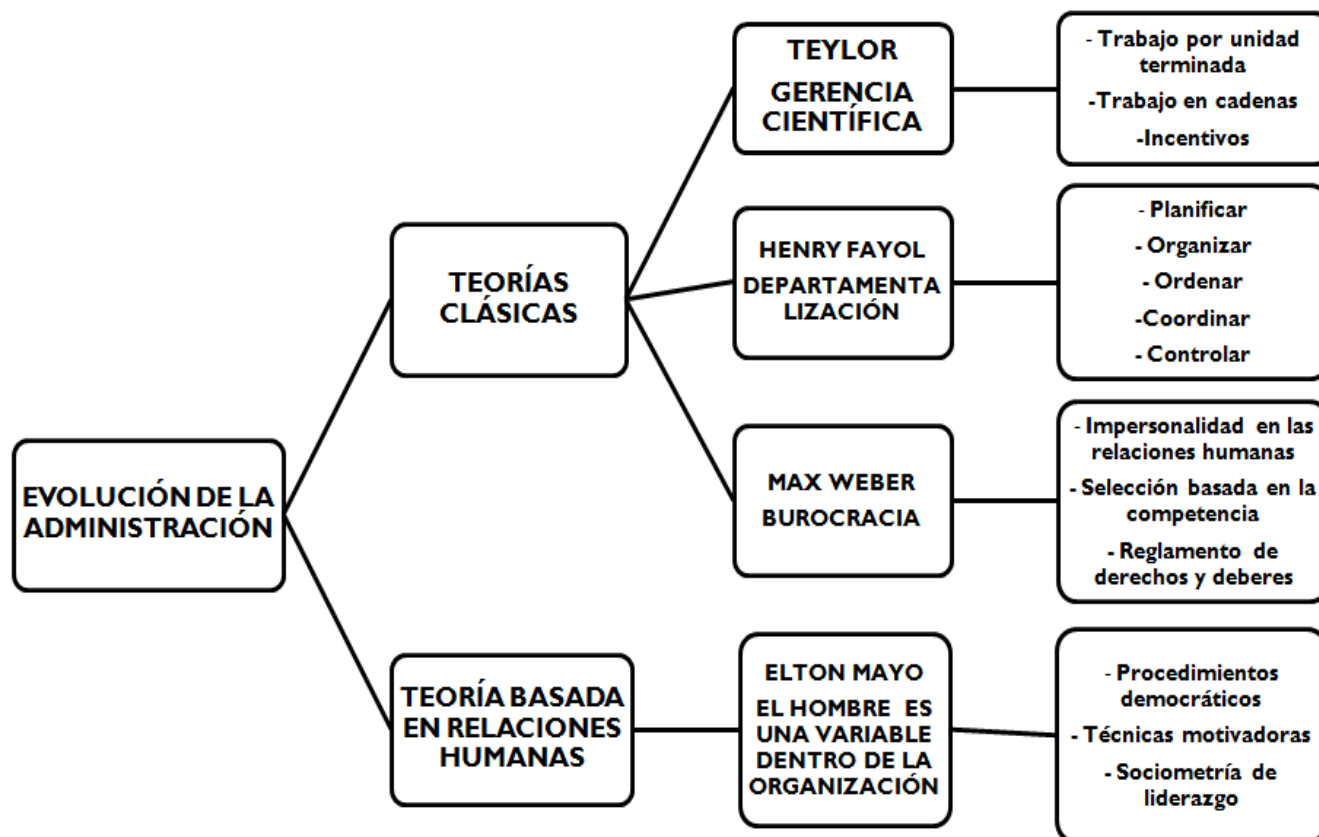 EVOLUCIÓN DE LA
ADMINISTRACIÓN
TEORÍAS
CLÁSICAS
TEYLOR
GERENCIA
CIENTÍFICA
- Trabajo por unidad
terminada
-Trabajo en cadenas
-Incentivos
HENRY FAYOL
DEPARTAMENTA
LIZACIÓN
- Planificar
- Organizar
- Ordenar
-Coordinar
- Controlar
MAX WEBER
BUROCRACIA
- Impersonalidad en las
relaciones humanas
- Selección basada en la
competencia
- Reglamento de
derechos y deberes
TEORÍA BASADA
EN RELACIONES
HUMANAS
ELTON MAYO
EL HOMBRE ES
UNA VARIABLE
DENTRO DE LA
ORGANIZACIÓN
- Procedimientos
democráticos
- Técnicas motivadoras
- Sociometría de
liderazgo